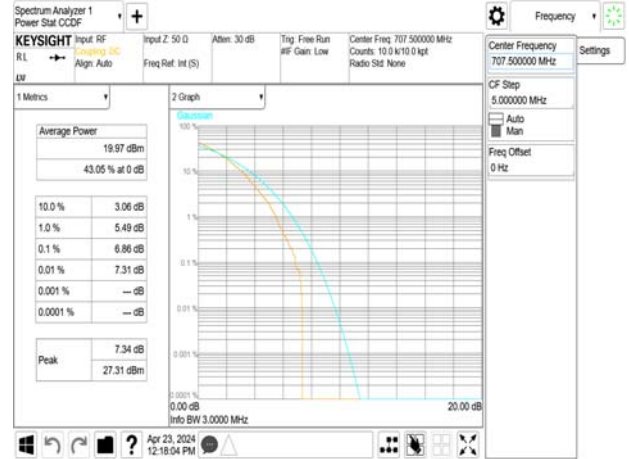 Spectrum Analyzer 1
Power Stat CCDF
Frequency
KEYSIGHT
Input: RF
Coupling: DC
Align: Auto
Input Z: 50 Ω
Freq Ref: Int (S)
Atten: 30 dB
Trig: Free Run
#IF Gain: Low
Center Freq: 707.500000 MHz
Counts: 10.0 k/10.0 kpt
Radio Std: None
RL
LM
Center Frequency
707.500000 MHz
Settings
CF Step
5.000000 MHz
Auto
Man
Freq Offset
0 Hz
1 Metrics
2 Graph
Average Power
19.97 dBm
43.05 % at 0 dB
10.0 % 3.06 dB
1.0 % 5.49 dB
0.1 % 6.86 dB
0.01 % 7.31 dB
0.001 % --- dB
0.0001 % --- dB
Peak
7.34 dB
27.31 dBm
Gaussian
100 %
10 %
1 %
0.1 %
0.01 %
0.001 %
0.0001 %
0.00 dB 20.00 dB
Info BW 3.0000 MHz
Apr 23, 2024
12:18:04 PM